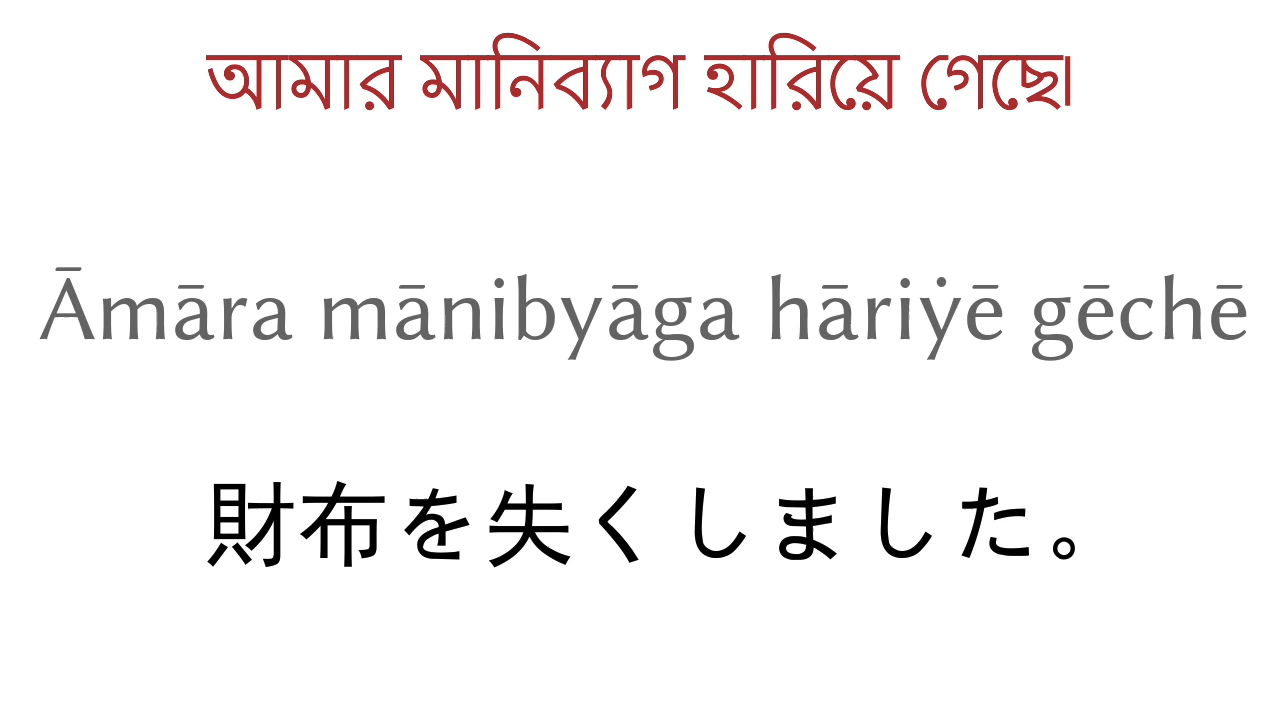 আমার মানিব্যাগ হারিয়ে গেছে৷
Āmāra mānibyāga hāriẏē gēchē
財布を失くしました。